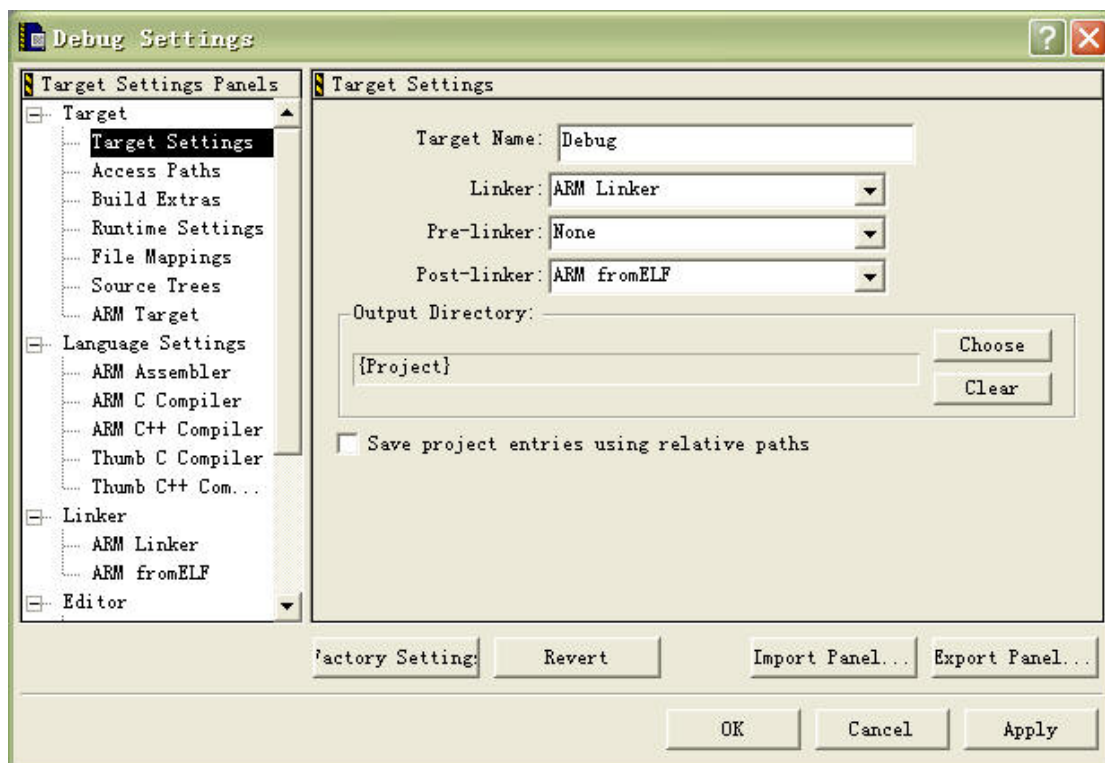 Debug Settings
Target Settings Panels
Target
Target Settings
Access Paths
Build Extras
Runtime Settings
File Mappings
Source Trees
ARM Target
Language Settings
ARM Assembler
ARM C Compiler
ARM C++ Compiler
Thumb C Compiler
Thumb C++ Com...
Linker
ARM Linker
ARM fromELF
Editor
Target Settings
Target Name: Debug
Linker: ARM Linker
Pre-linker: None
Post-linker: ARM fromELF
Output Directory:
{Project}
Choose
Clear
Save project entries using relative paths
actory Setting
Revert
Import Panel...
Export Panel...
OK
Cancel
Apply